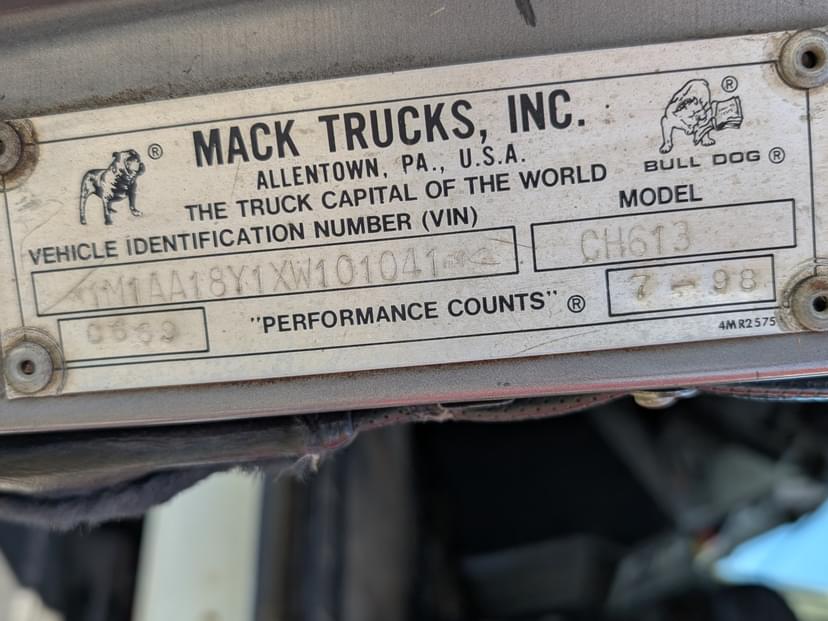 MACK TRUCKS, INC.
ALLENTOWN, PA., U.S.A.
THE TRUCK CAPITAL OF THE WORLD
® ®
BULL DOG ®
VEHICLE IDENTIFICATION NUMBER (VIN)
MODEL
1M1AA18Y1XW101041
CH613
"PERFORMANCE COUNTS" ®
7-98
4MR2575